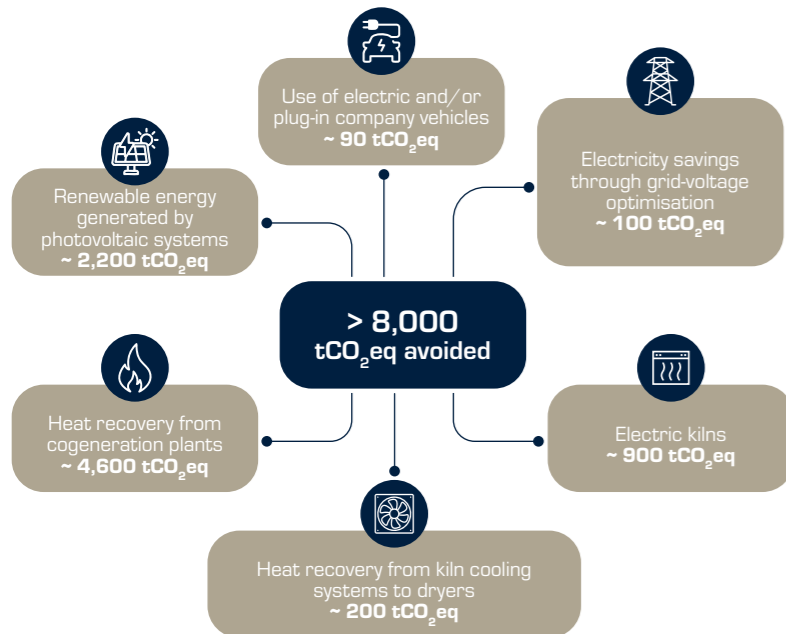 Use of electric and/or
plug-in company vehicles
~ 90 tCO₂eq
Electricity savings
through grid-voltage
optimisation
~ 100 tCO₂eq
Renewable energy
generated by
photovoltaic systems
~ 2,200 tCO₂eq
> 8,000
tCO₂eq avoided
Heat recovery from
cogeneration plants
~ 4,600 tCO₂eq
Electric kilns
~ 900 tCO₂eq
Heat recovery from kiln cooling
systems to dryers
~ 200 tCO₂eq